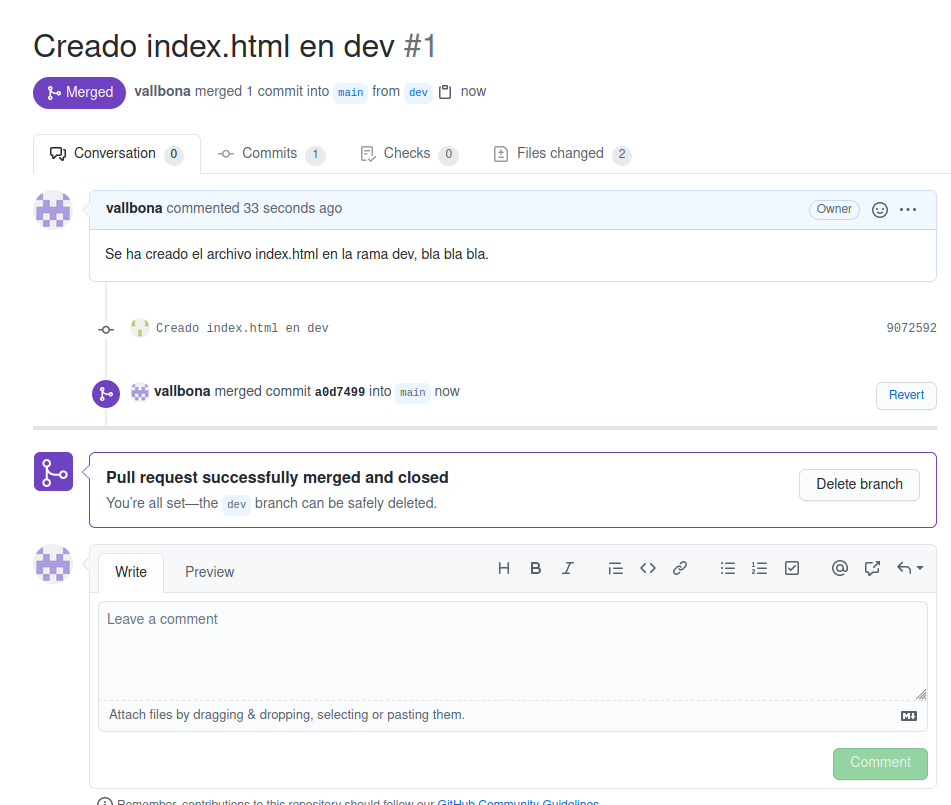 Creado index.html en dev #1
Merged vallbona merged 1 commit into main from dev now
Conversation 0 Commits 1 Checks 0 Files changed 2
vallbona commented 33 seconds ago Owner
Se ha creado el archivo index.html en la rama dev, bla bla bla.
Creado index.html en dev 9072592
vallbona merged commit a0d7499 into main now Revert
Pull request successfully merged and closed
You're all set—the dev branch can be safely deleted.
Delete branch
Write Preview H B I @
Leave a comment
Attach files by dragging & dropping, selecting or pasting them.
Comment
Remember, contributions to this repository should follow our GitHub Community Guidelines.